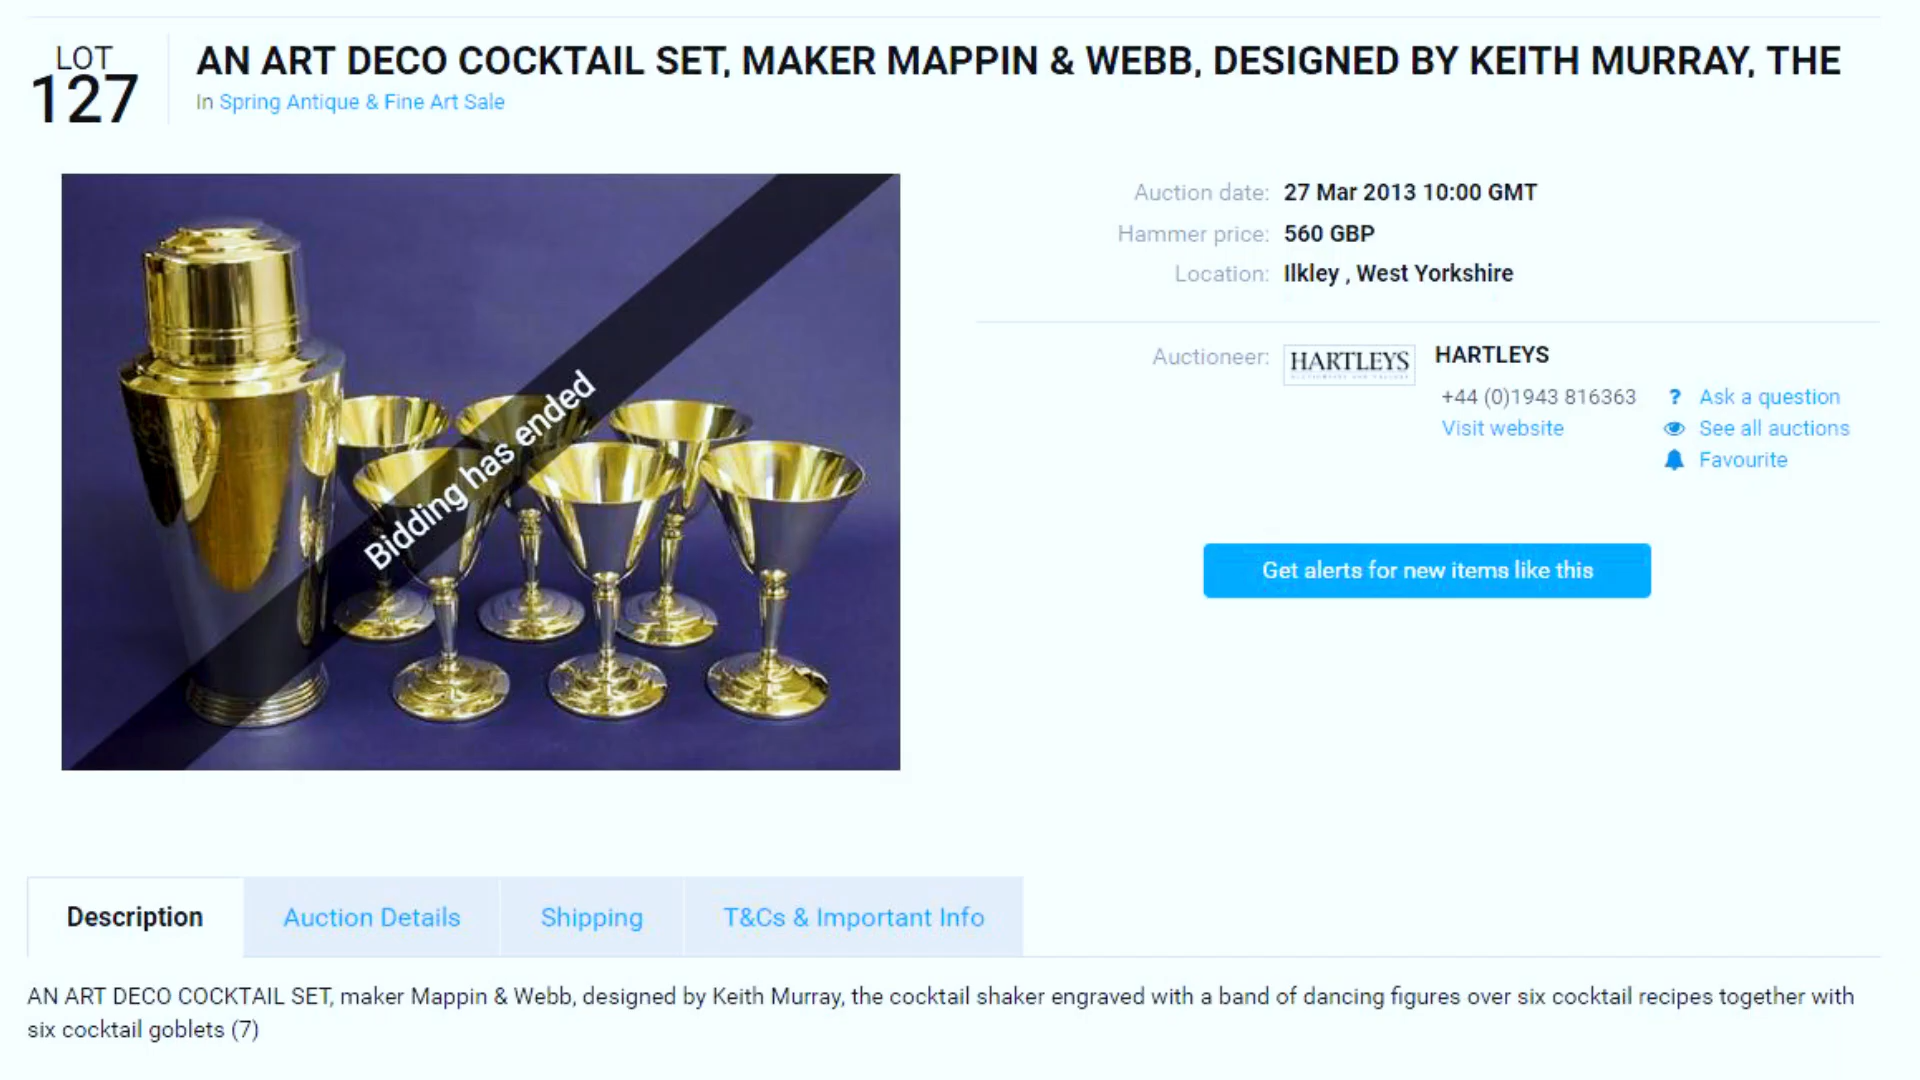 LOT
127
AN ART DECO COCKTAIL SET, MAKER MAPPIN & WEBB, DESIGNED BY KEITH MURRAY, THE
In Spring Antique & Fine Art Sale
Bidding has ended
Auction date: 27 Mar 2013 10:00 GMT
Hammer price: 560 GBP
Location: Ilkley , West Yorkshire
Auctioneer: HARTLEYS HARTLEYS
+44 (0)1943 816363 ? Ask a question
Visit website See all auctions
Favourite
Get alerts for new items like this
Description Auction Details Shipping T&Cs & Important Info
AN ART DECO COCKTAIL SET, maker Mappin & Webb, designed by Keith Murray, the cocktail shaker engraved with a band of dancing figures over six cocktail recipes together with
six cocktail goblets (7)